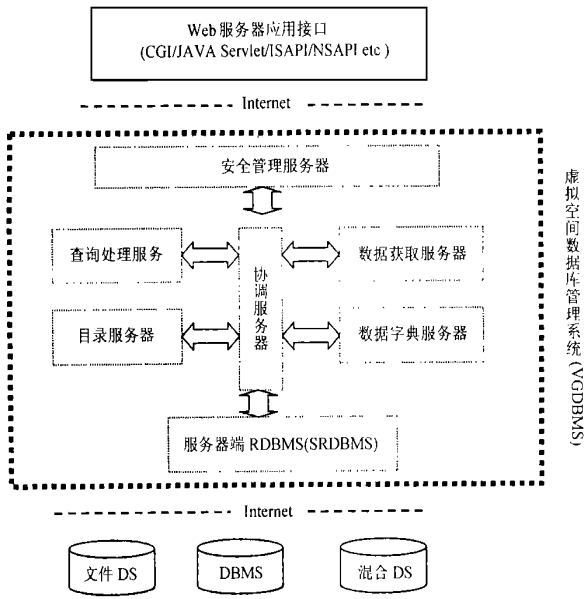 Web服务器应用接口
(CGI/JAVA Servlet/ISAPI/NSAPI etc )
Internet
安全管理服务器
查询处理服务
数据获取服务器
协调服务器
目录服务器
数据字典服务器
服务器端 RDBMS(SRDBMS)
虚拟空间数据库管理系统(VGDBMS)
Internet
文件 DS
DBMS
混合 DS